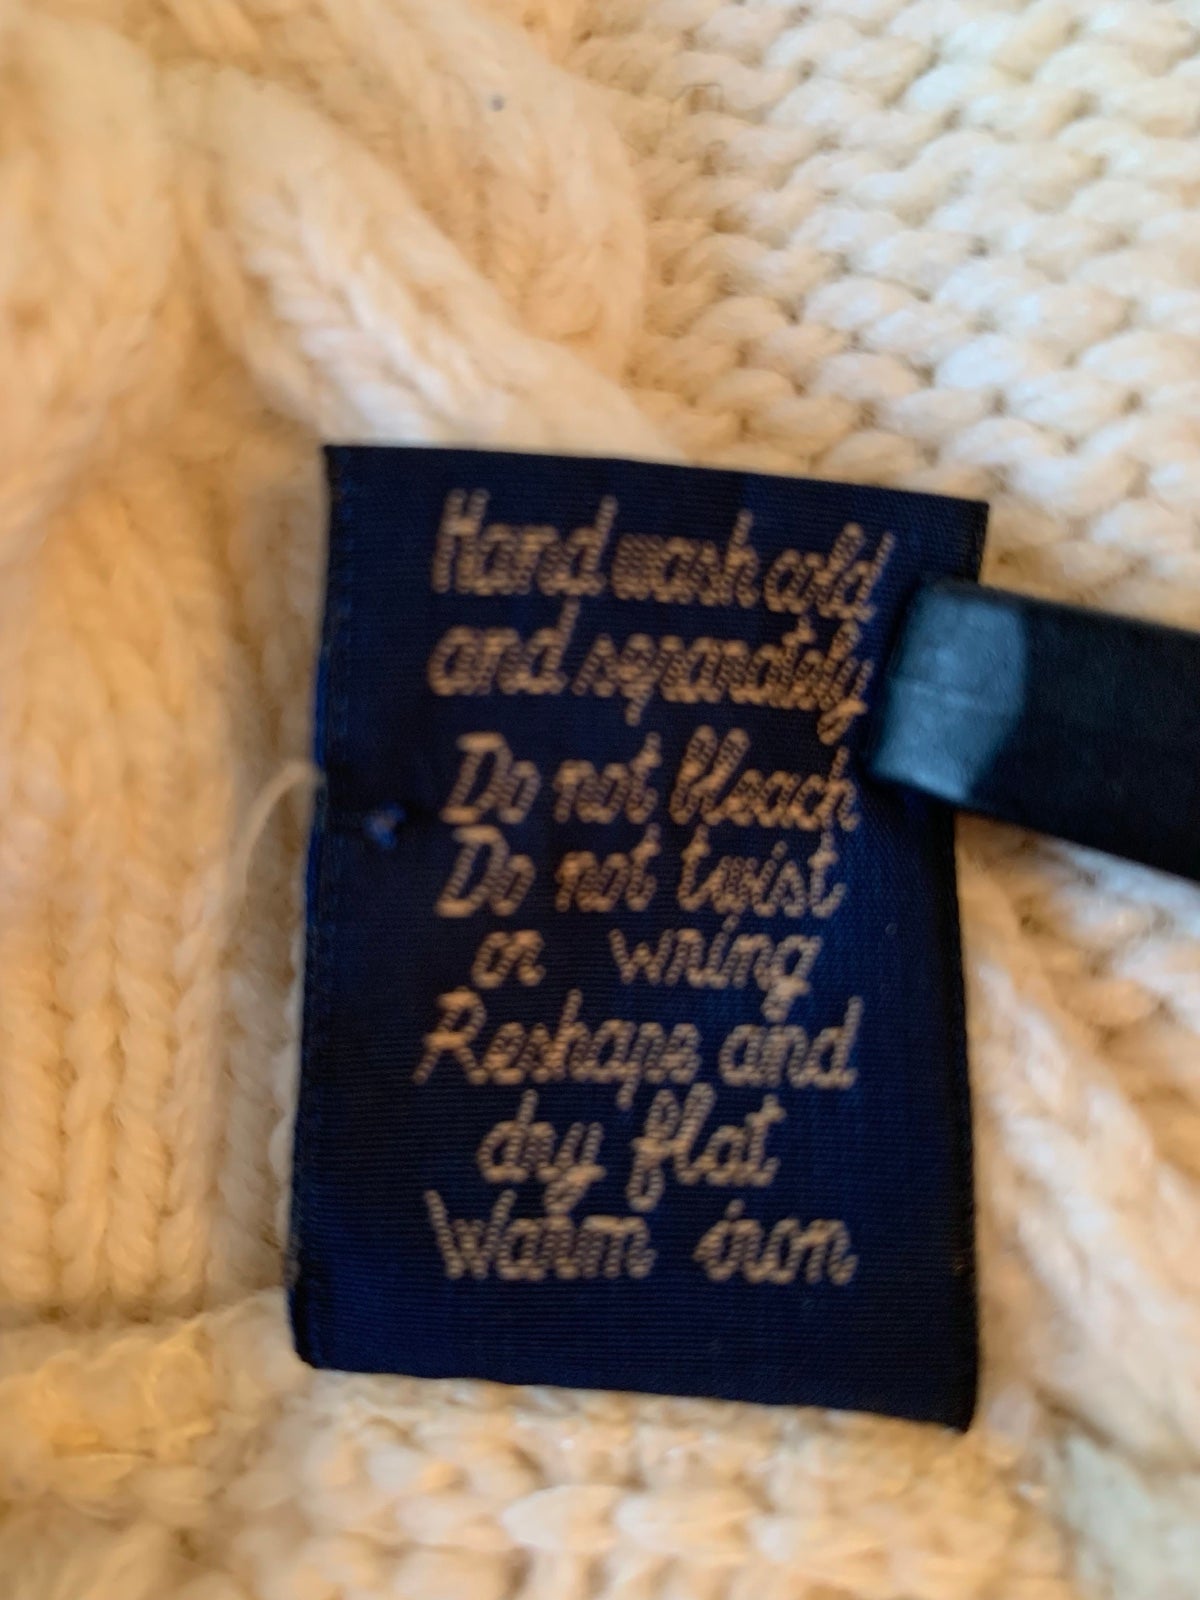 Hand wash cold
and separately
Do not bleach
Do not twist
or wring
Reshape and
dry flat
Warm iron